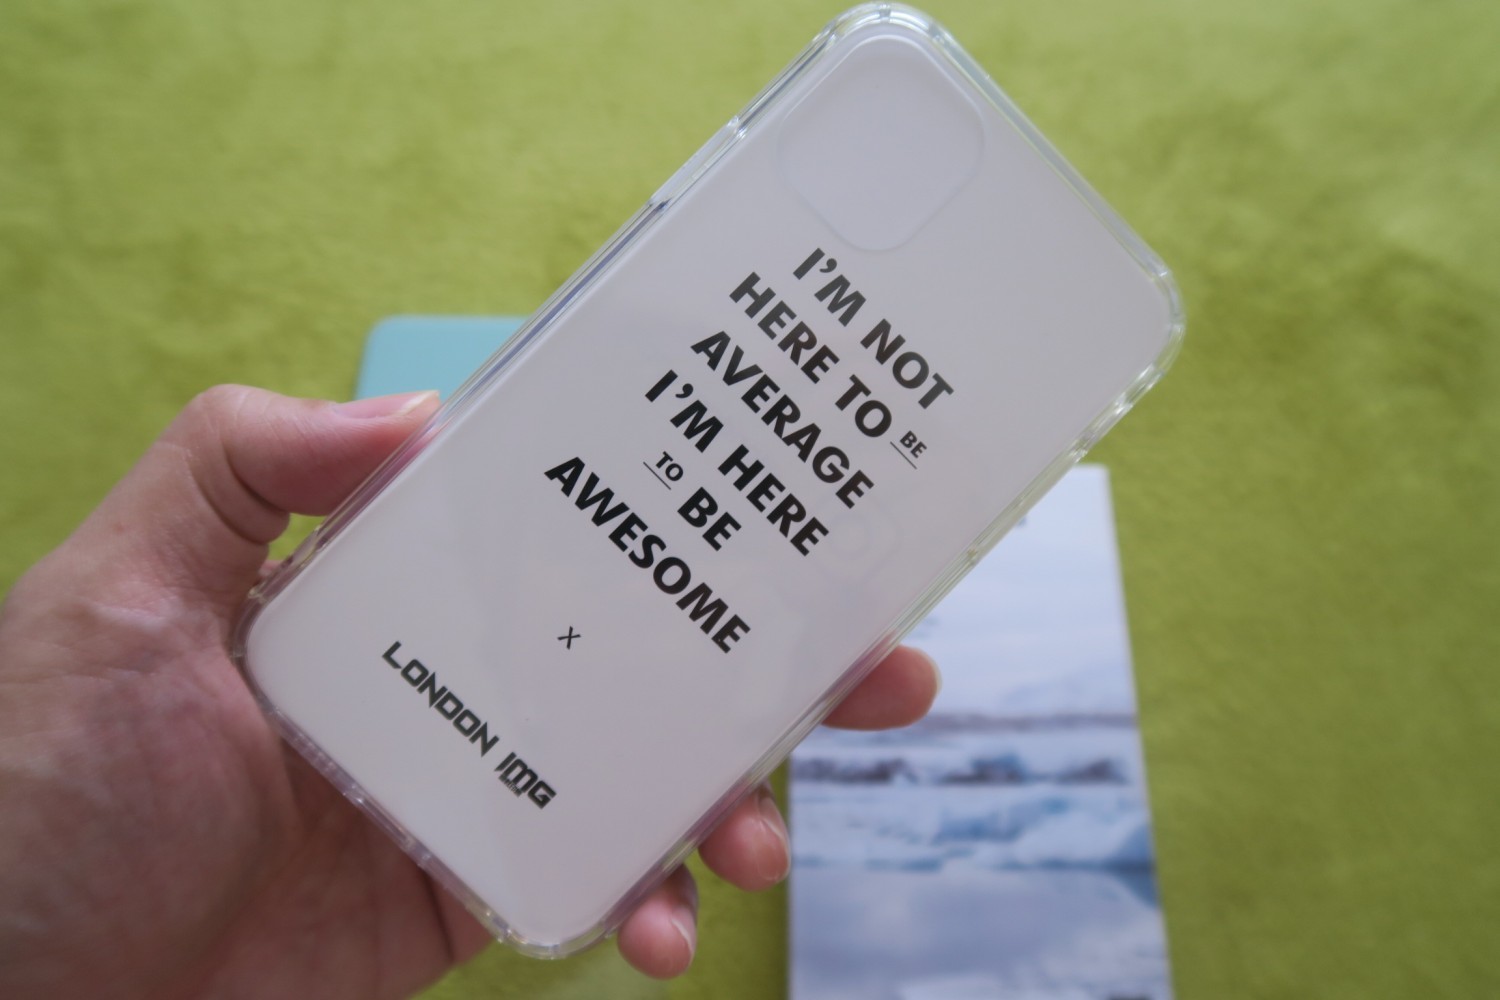 I'M NOT
HERE TO BE
AVERAGE
I'M HERE
TO BE
AWESOME
X
LONDON IMG